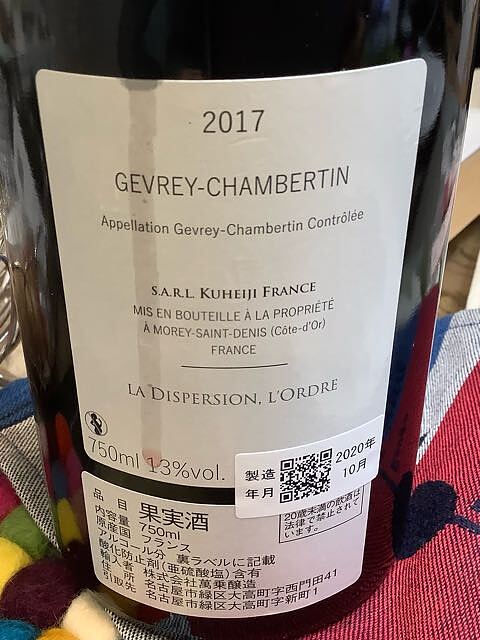 2017
GEVREY-CHAMBERTIN
Appellation Gevrey-Chambertin Contrôlée
S.A.R.L. KUHEIJI FRANCE
MIS EN BOUTEILLE À LA PROPRIÉTÉ
À MOREY-SAINT-DENIS (Côte-d'Or)
FRANCE
LA DISPERSION, L'ORDRE
750ml 13%vol.
製造 2020年
年月 10月
品目 果実酒
内容量 750ml
原産国 フランス
アルコール分 裏ラベルに記載
酸化防止剤(亜硫酸塩)含有
輸入者 株式会社萬乗醸造
住所 名古屋市緑区大高町字西門田41
引取先 名古屋市緑区大高町字新町1
20歳未満の飲酒は
法律で禁止されて
います。